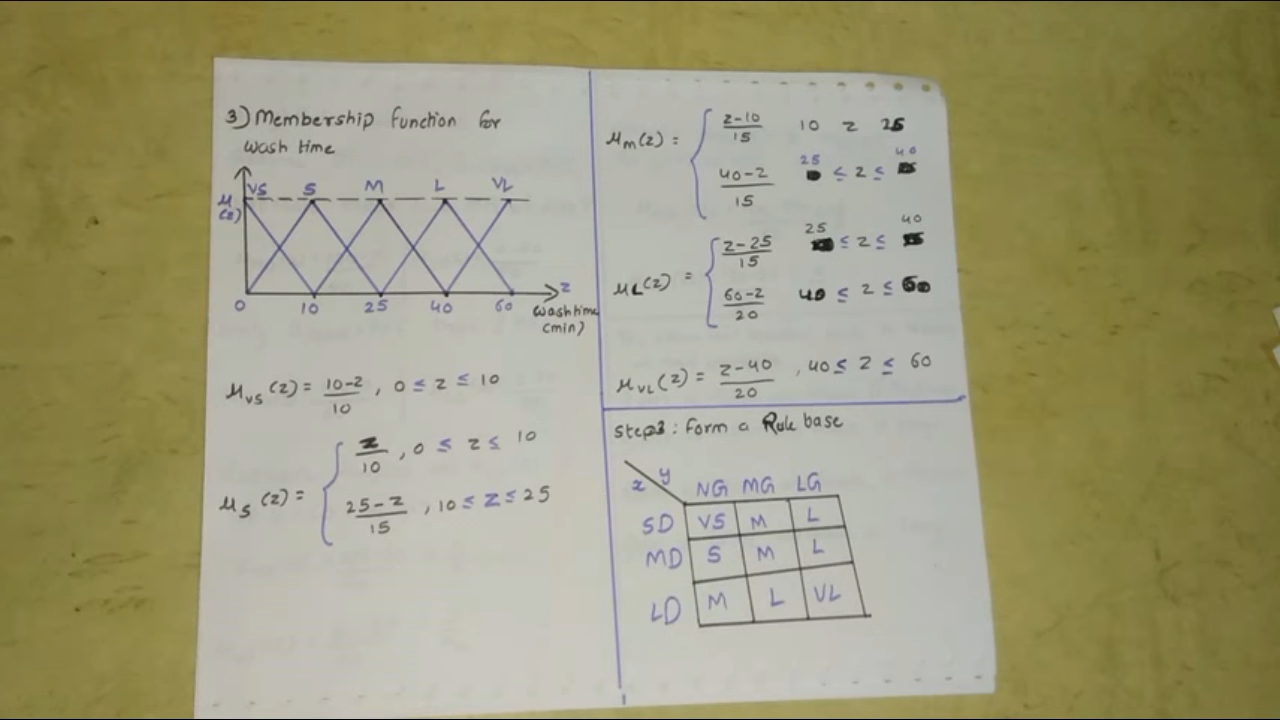 3) Membership Function for
wash time
VS S M L VL
μ
(z)
0 10 25 40 60
z
(washtime
(min)
μVS (z) = 10-z / 10 , 0 ≤ z ≤ 10
μS (z) = { z / 10 , 0 ≤ z ≤ 10
25-z / 15 , 10 ≤ z ≤ 25
μm(z) = { z-10 / 15 10 z 25
40-z / 15 25 ≤ z ≤ 40
μL(z) = { z-25 / 15 25 ≤ z ≤ 40
60-z / 20 40 ≤ z ≤ 60
μVL(z) = z-40 / 20 , 40 ≤ z ≤ 60
Step3: Form a Rule base
x y NG MG LG
SD VS M L
MD S M L
LD M L VL